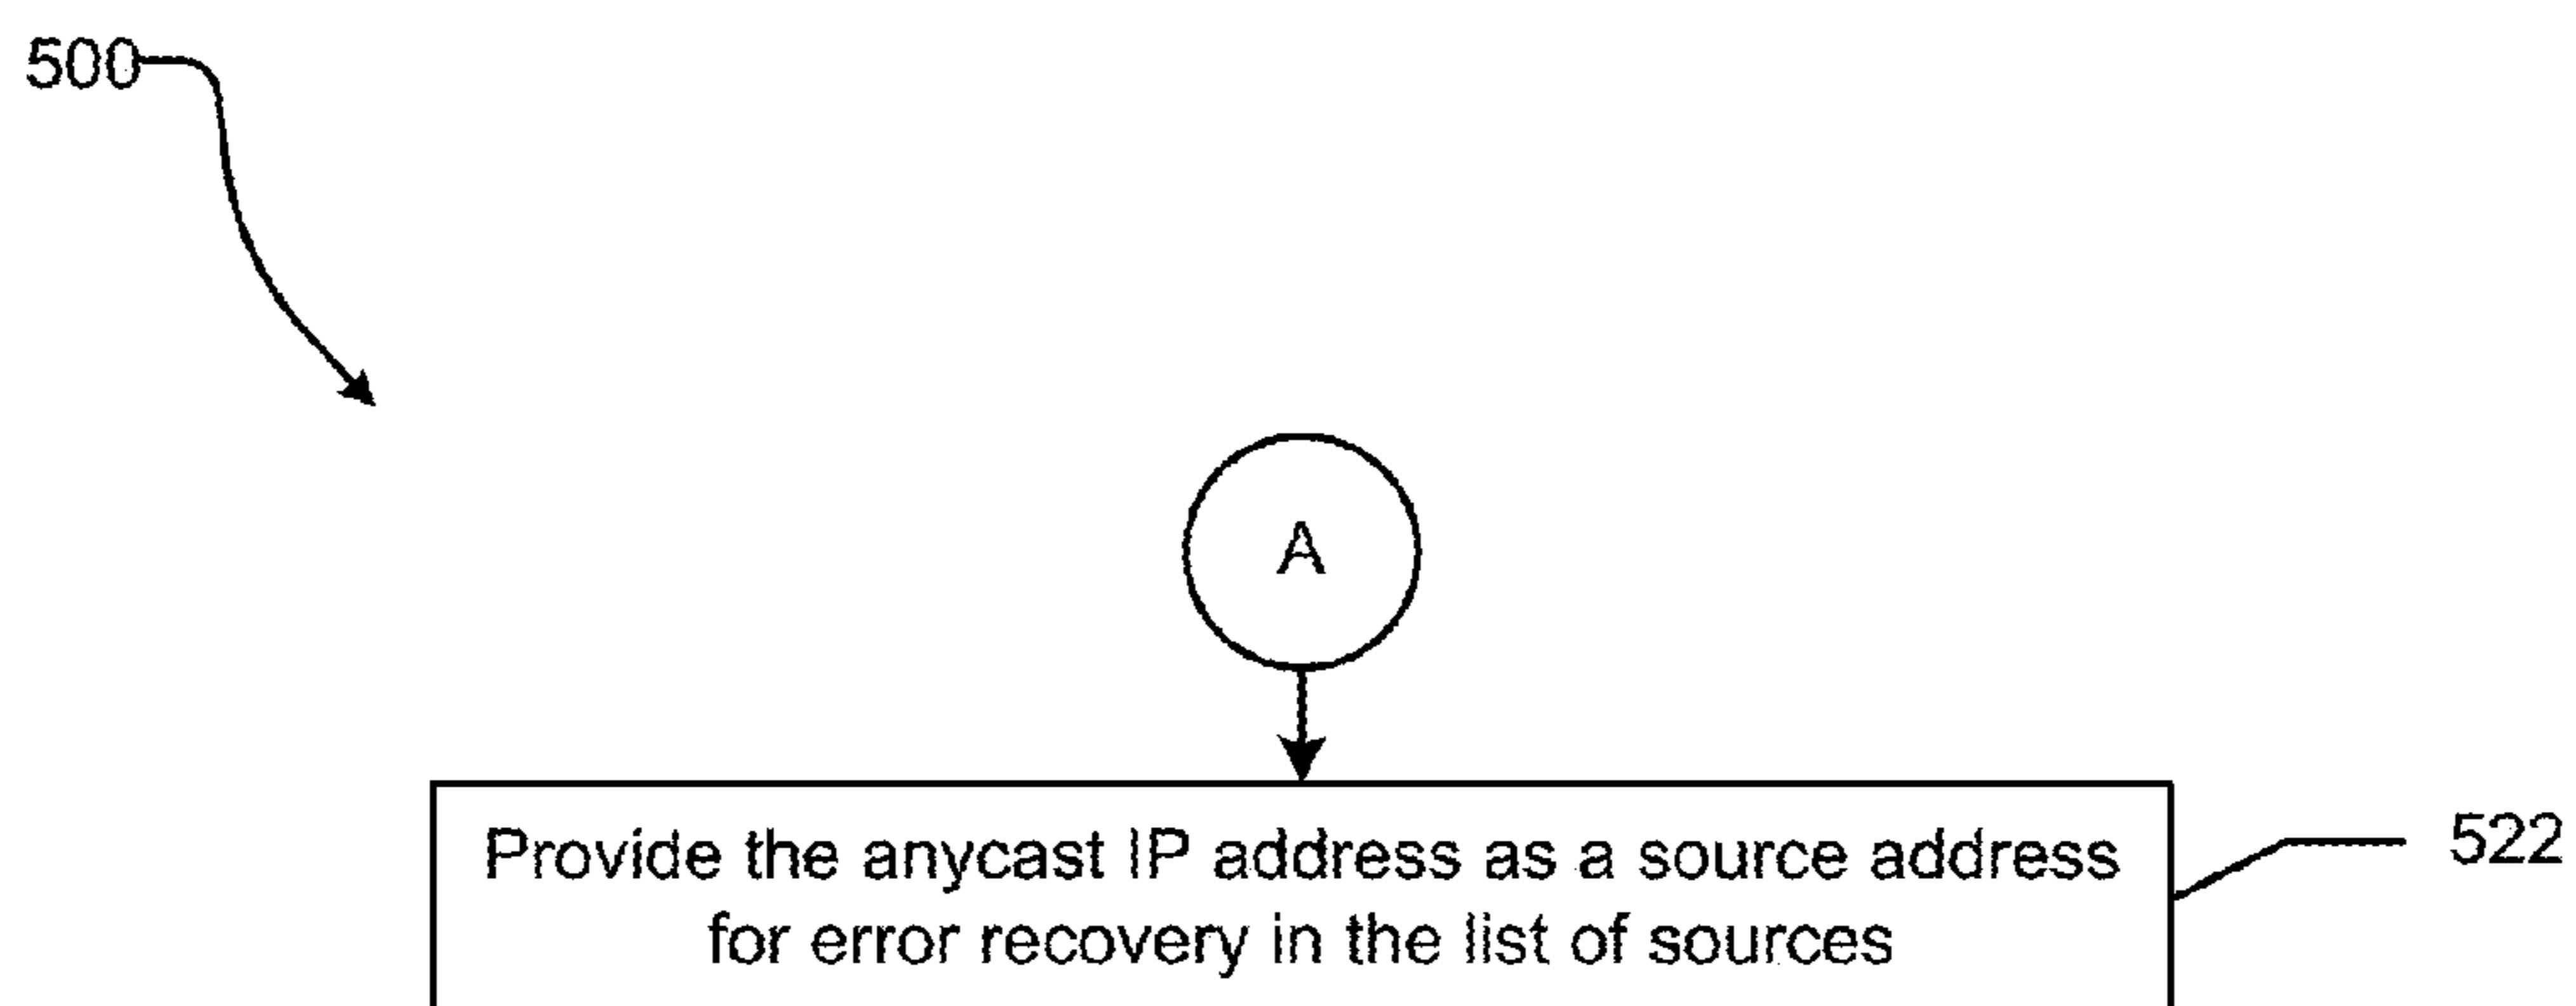 500
A
Provide the anycast IP address as a source address
for error recovery in the list of sources
522